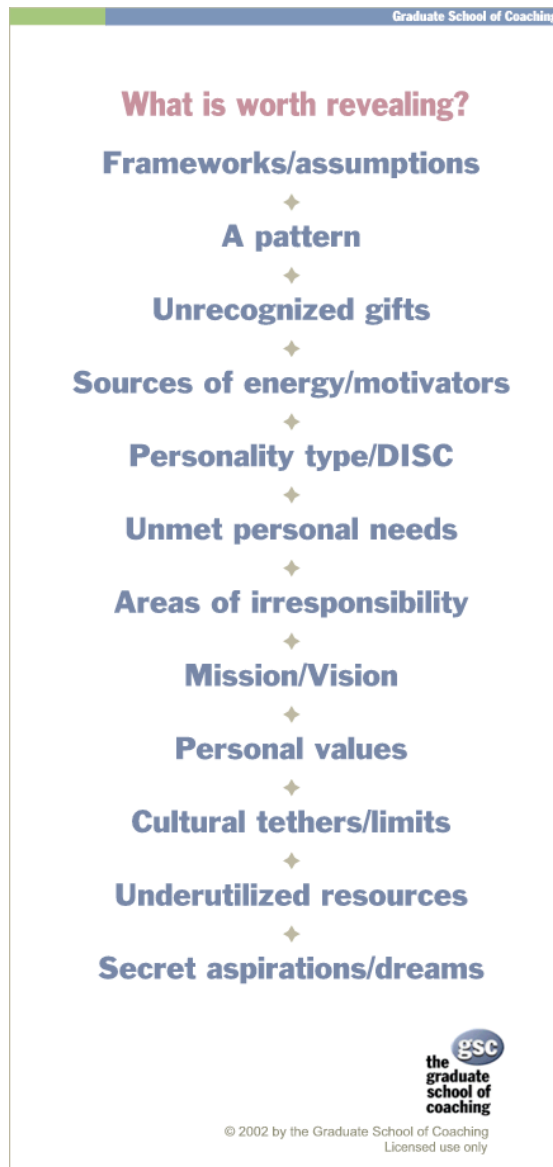 Graduate School of Coaching
What is worth revealing?
Frameworks/assumptions
A pattern
Unrecognized gifts
Sources of energy/motivators
Personality type/DISC
Unmet personal needs
Areas of irresponsibility
Mission/Vision
Personal values
Cultural tethers/limits
Underutilized resources
Secret aspirations/dreams
gsc
the
graduate
school of
coaching
© 2002 by the Graduate School of Coaching
Licensed use only